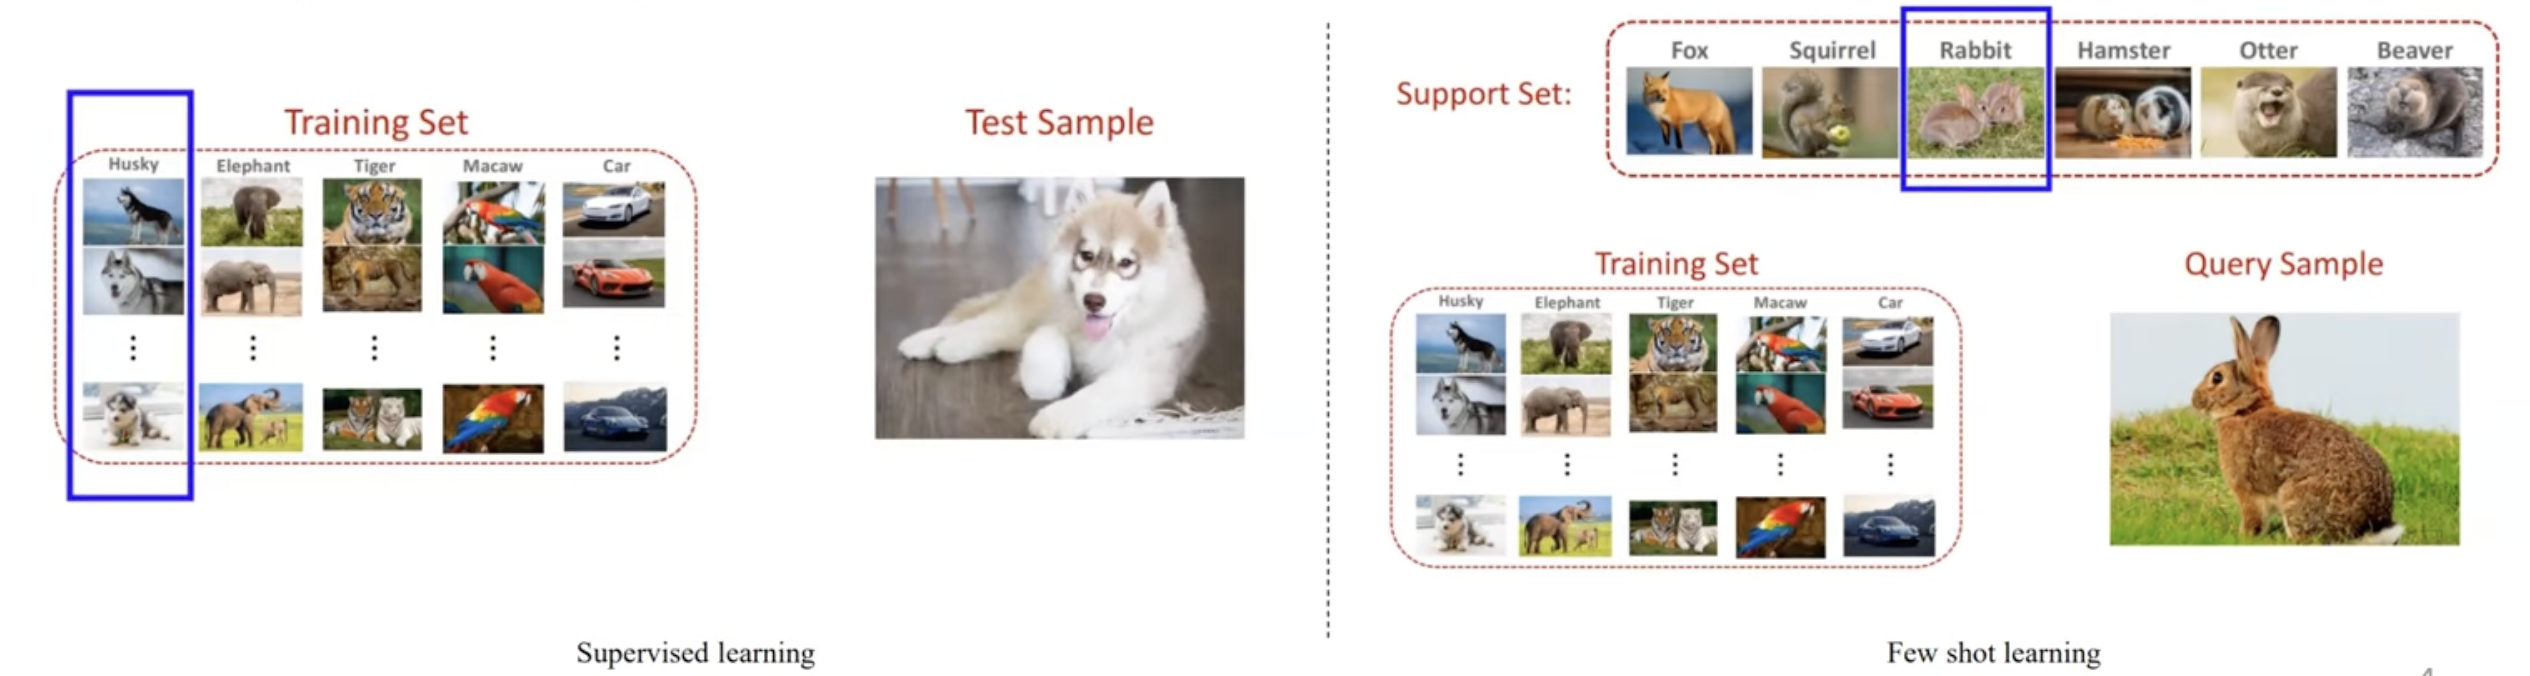 Training Set
Husky Elephant Tiger Macaw Car
Test Sample
Supervised learning
Support Set:
Fox Squirrel Rabbit Hamster Otter Beaver
Training Set
Husky Elephant Tiger Macaw Car
Query Sample
Few shot learning